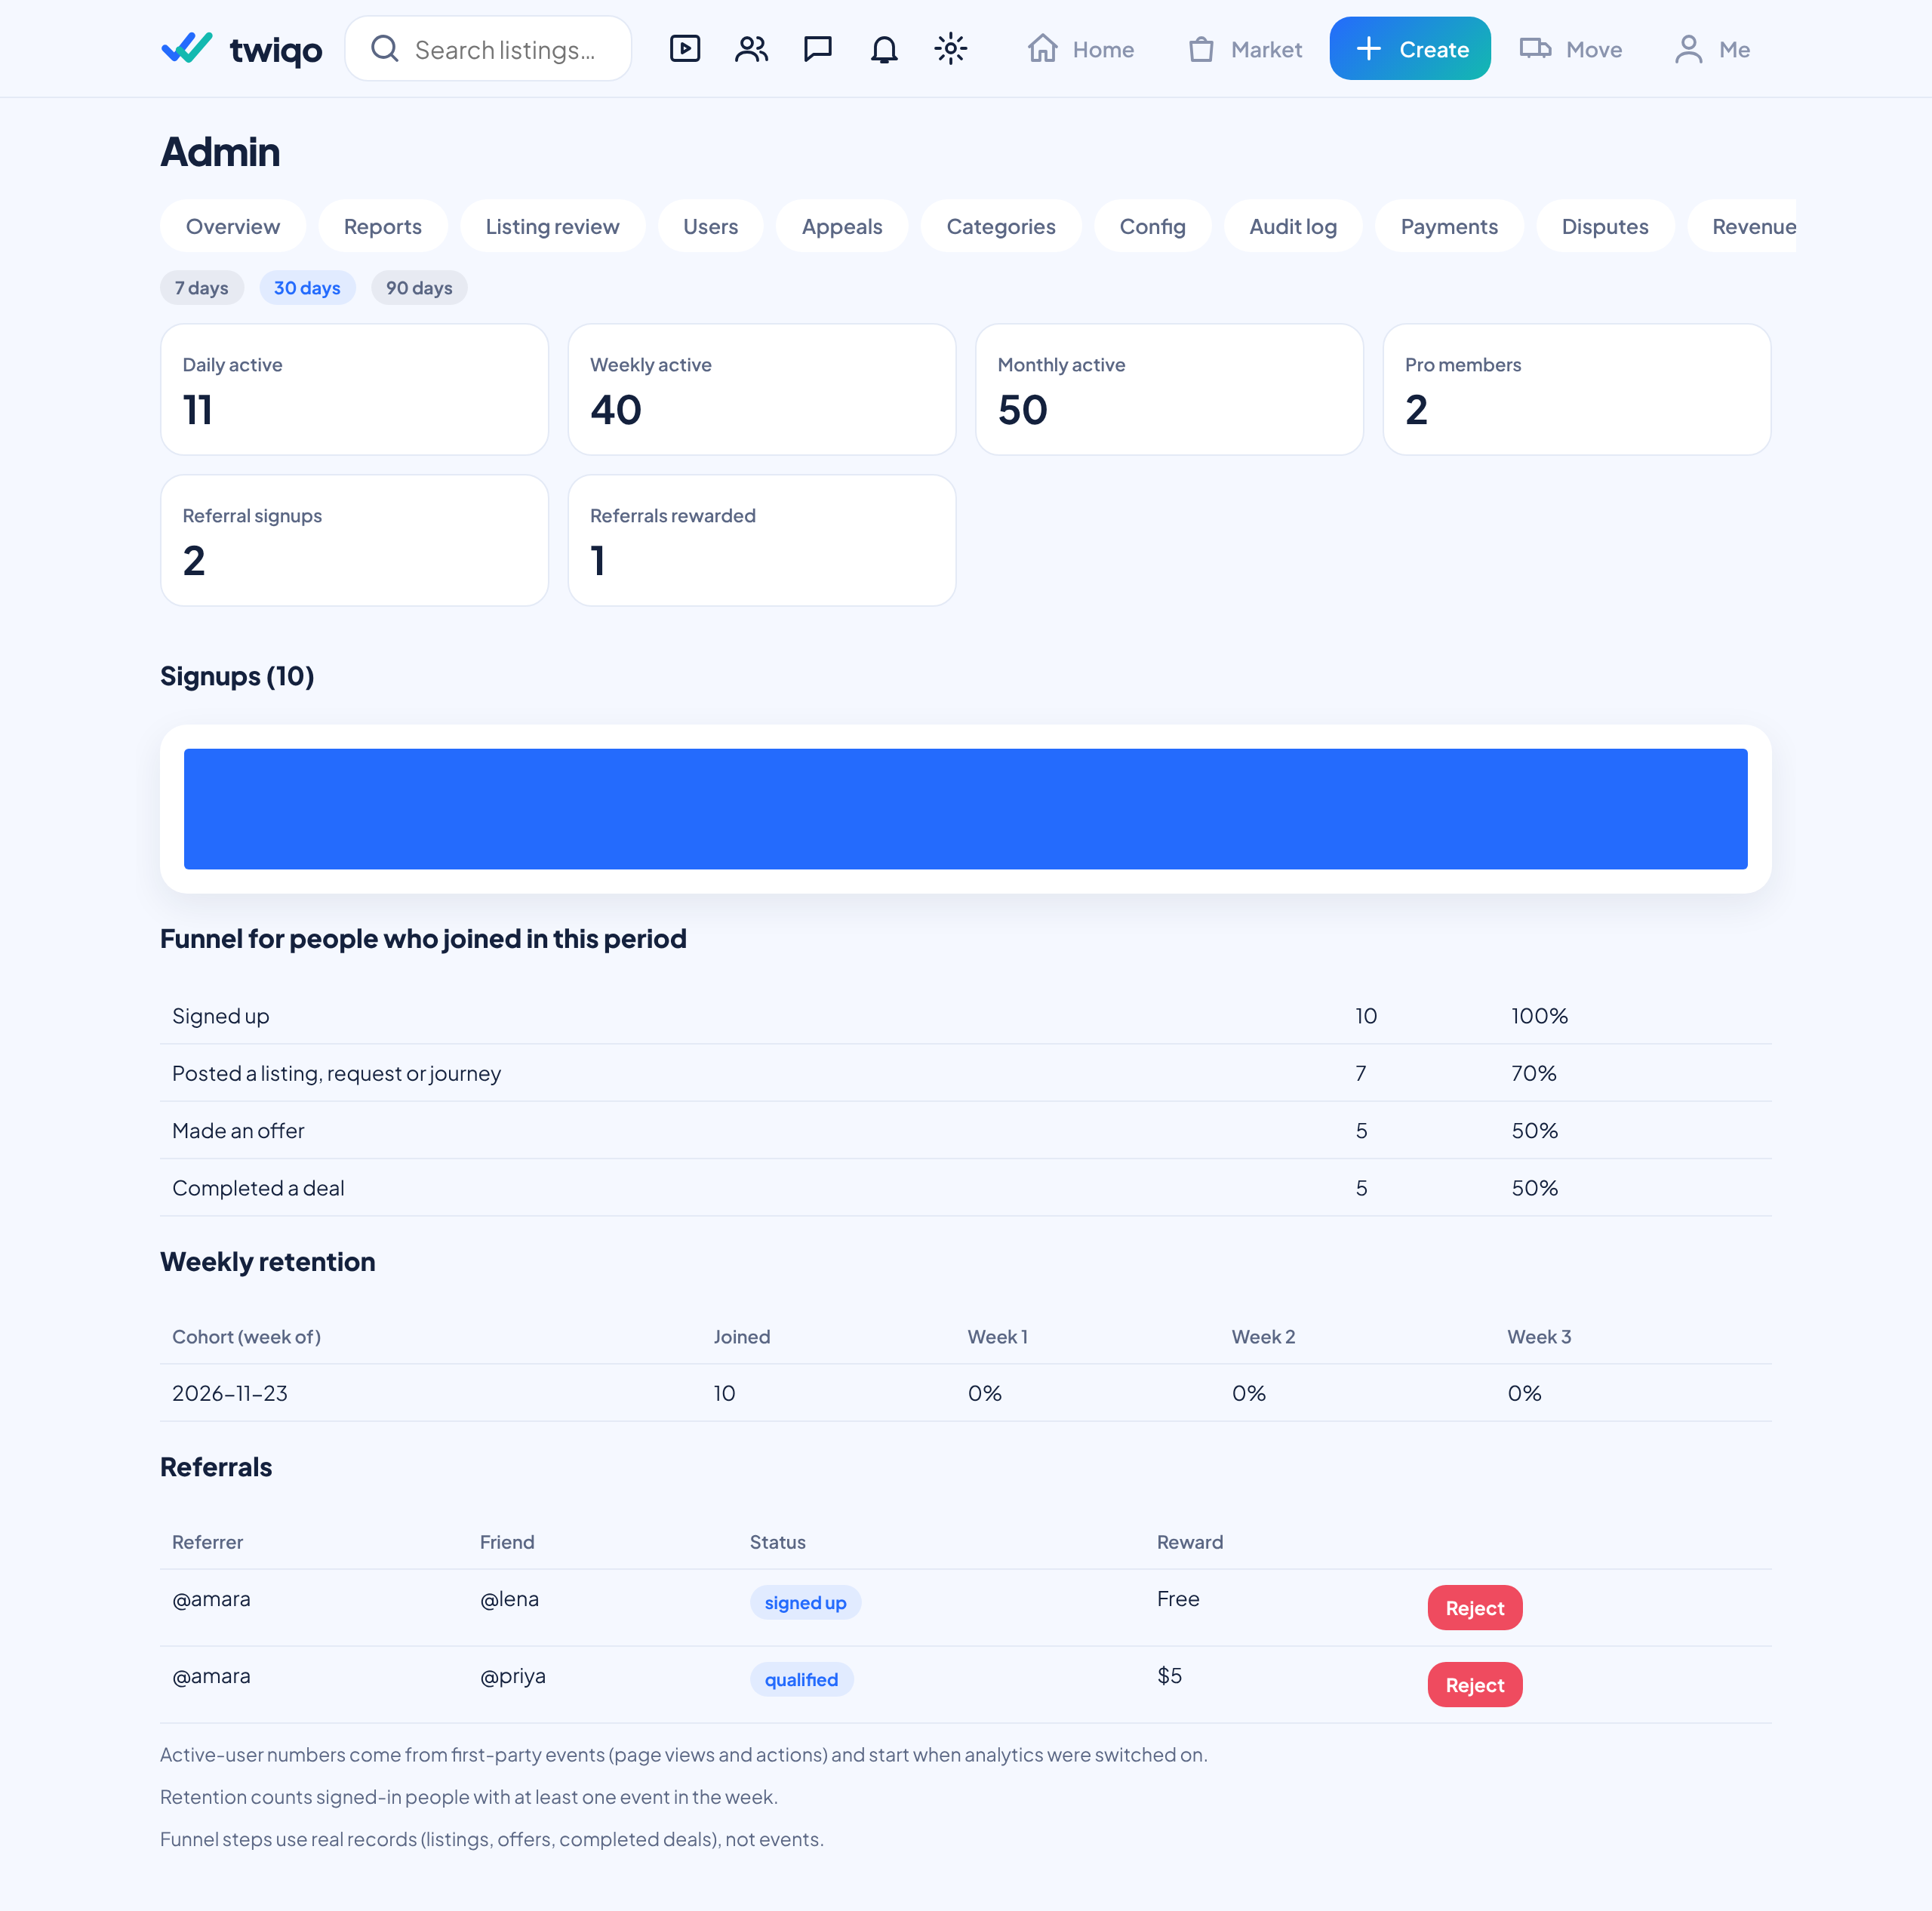 twiqo
Search listings...
Home
Market
Create
Move
Me
Admin
Overview
Reports
Listing review
Users
Appeals
Categories
Config
Audit log
Payments
Disputes
Revenue
7 days
30 days
90 days
Daily active
11
Weekly active
40
Monthly active
50
Pro members
2
Referral signups
2
Referrals rewarded
1
Signups (10)
Funnel for people who joined in this period
Signed up 10 100%
Posted a listing, request or journey 7 70%
Made an offer 5 50%
Completed a deal 5 50%
Weekly retention
Cohort (week of) Joined Week 1 Week 2 Week 3
2026-11-23 10 0% 0% 0%
Referrals
Referrer Friend Status Reward
@amara @lena signed up Free Reject
@amara @priya qualified $5 Reject
Active-user numbers come from first-party events (page views and actions) and start when analytics were switched on.
Retention counts signed-in people with at least one event in the week.
Funnel steps use real records (listings, offers, completed deals), not events.